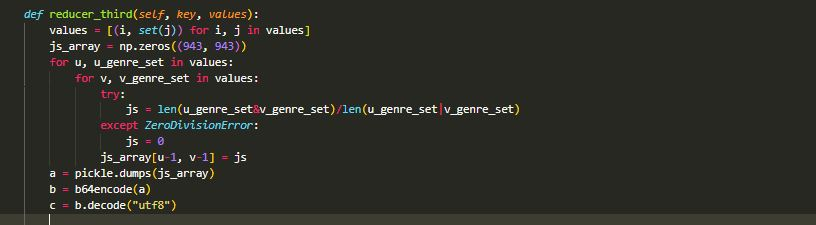 def reducer_third(self, key, values):
    values = [(i, set(j)) for i, j in values]
    js_array = np.zeros((943, 943))
    for u, u_genre_set in values:
        for v, v_genre_set in values:
            try:
                js = len(u_genre_set&v_genre_set)/len(u_genre_set|v_genre_set)
            except ZeroDivisionError:
                js = 0
            js_array[u-1, v-1] = js
    a = pickle.dumps(js_array)
    b = b64encode(a)
    c = b.decode("utf8")